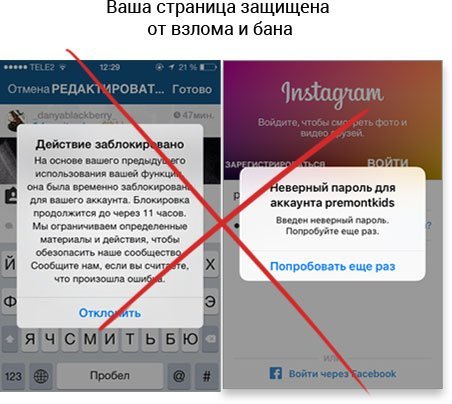 Ваша страница защищена
от взлома и бана
TELE2 12:29 21 %
Отмена РЕДАКТИРОВАТ... Готово
_danyablackberry_ 47мин.
Действие заблокировано
На основе вашего предыдущего
использования вашей функции
она была временно заблокирована
для вашего аккаунта. Блокировка
продолжится до через 11 часов.
Мы ограничиваем определенные
материалы и действия, чтобы
обезопасить наше сообщество.
Сообщите нам, если вы считаете,
что произошла ошибка.
Отклонить
Й Х
Ф Э
Я Ч С М И Т Ь Б Ю
123 Пробел @ #
Instagram
Войдите, чтобы смотреть фото и
видео друзей.
ЗАРЕГИСТРИРОВАТЬСЯ ВОЙТИ
Неверный пароль для
аккаунта premontkids
Введен неверный пароль.
Попробуйте еще раз.
Попробовать еще раз
ИЛИ
Войти через Facebook